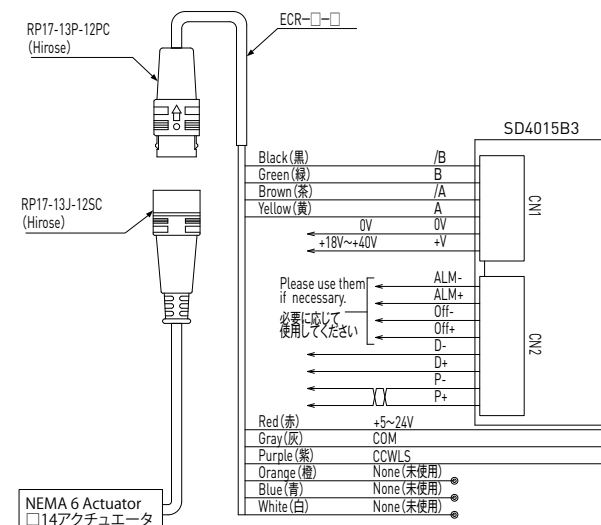 RP17-13P-12PC
(Hirose)
ECR-□-□
SD4015B3
Black(黒) /B
Green(緑) B
Brown(茶) /A
Yellow(黄) A
0V 0V
+18V~+40V +V
CN1
RP17-13J-12SC
(Hirose)
Please use them
if necessary.
必要に応じて
使用してください
ALM-
ALM+
Off-
Off+
D-
D+
P-
P+
CN2
Red(赤) +5~24V
Gray(灰) COM
Purple(紫) CCWLS
Orange(橙) None(未使用)
Blue(青) None(未使用)
White(白) None(未使用)
NEMA 6 Actuator
□14アクチュエータ